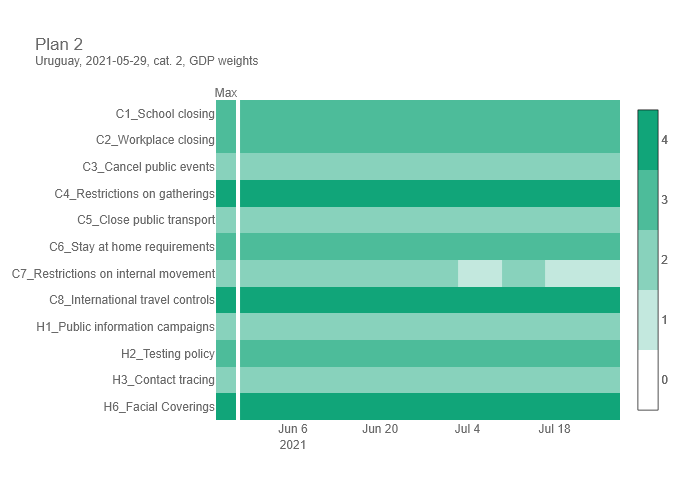 Plan 2
Uruguay, 2021-05-29, cat. 2, GDP weights
Max
C1_School closing
C2_Workplace closing
C3_Cancel public events
C4_Restrictions on gatherings
C5_Close public transport
C6_Stay at home requirements
C7_Restrictions on internal movement
C8_International travel controls
H1_Public information campaigns
H2_Testing policy
H3_Contact tracing
H6_Facial Coverings
Jun 6 Jun 20 Jul 4 Jul 18
2021
4
3
2
1
0